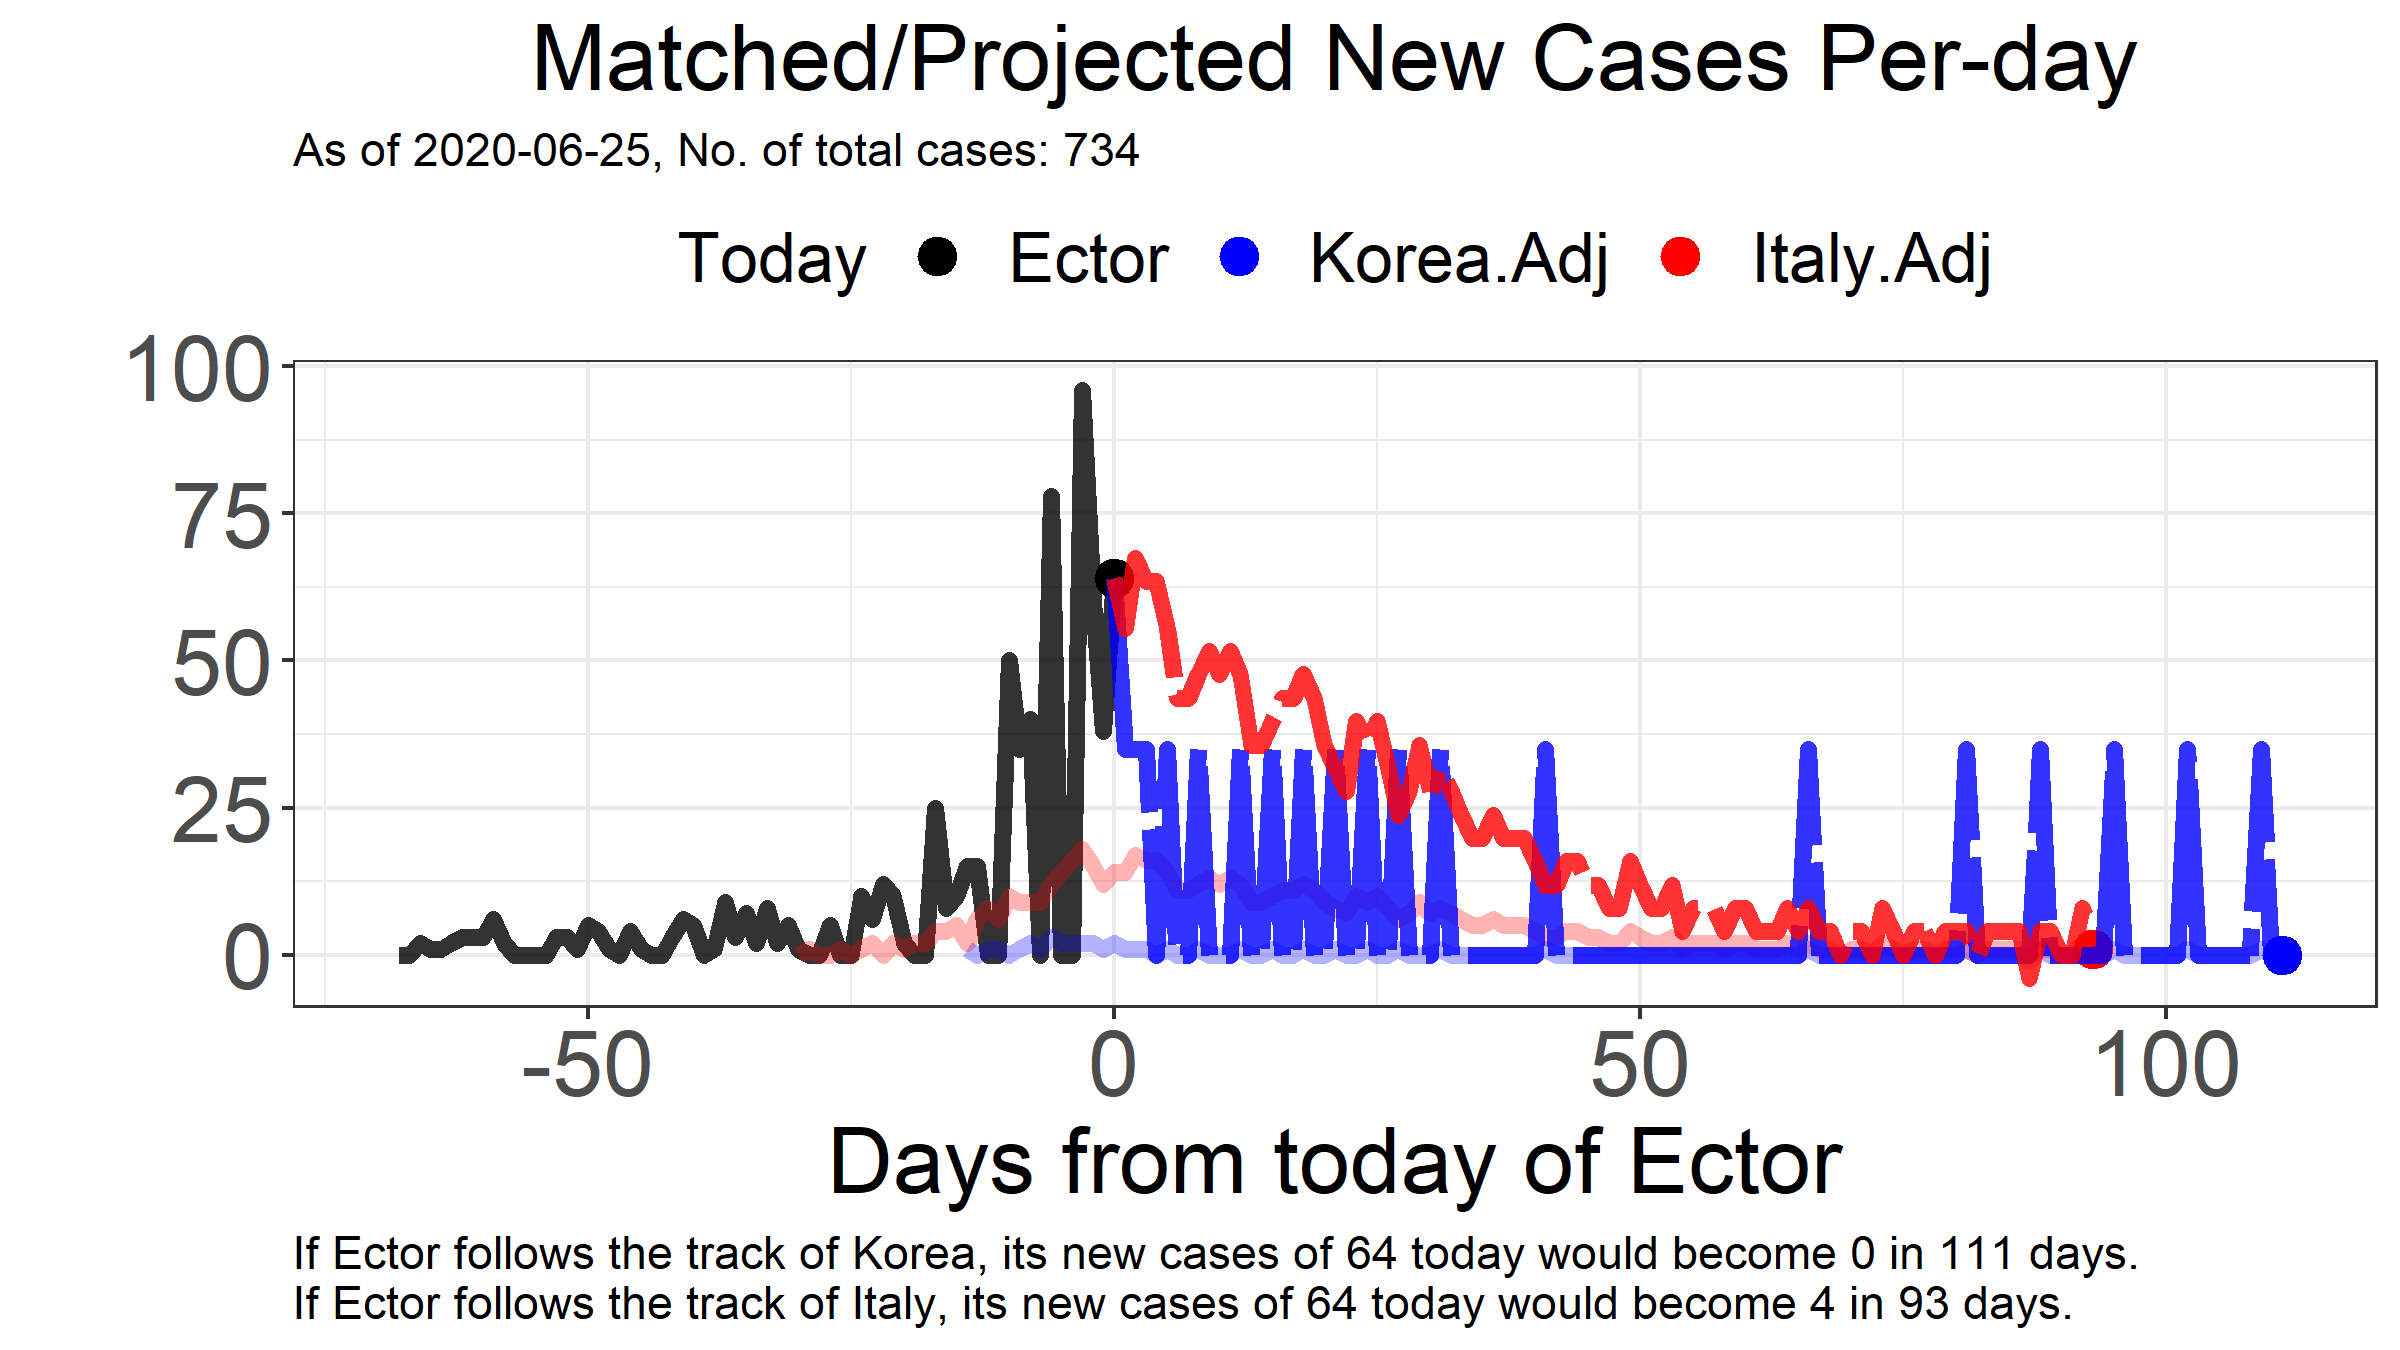 Matched/Projected New Cases Per-day
As of 2020-06-25, No. of total cases: 734
Today Ector Korea.Adj Italy.Adj
100
75
50
25
0
-50 0 50 100
Days from today of Ector
If Ector follows the track of Korea, its new cases of 64 today would become 0 in 111 days.
If Ector follows the track of Italy, its new cases of 64 today would become 4 in 93 days.